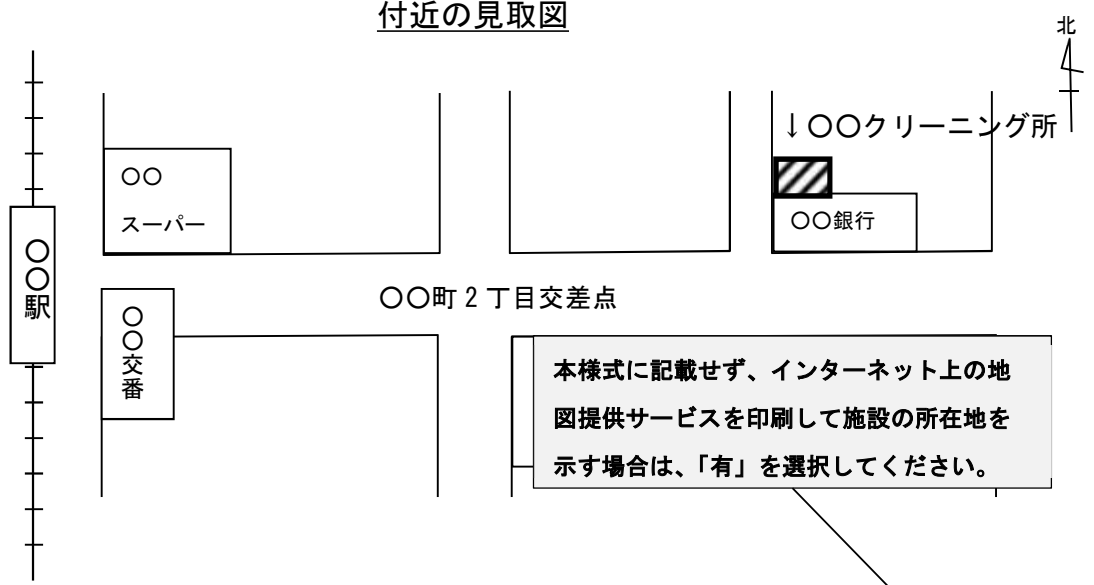 付近の見取図
北
↓〇〇クリーニング所
〇〇
スーパー
〇〇銀行
〇〇駅
〇〇町2丁目交差点
〇〇交番
本様式に記載せず、インターネット上の地
図提供サービスを印刷して施設の所在地を
示す場合は、「有」を選択してください。